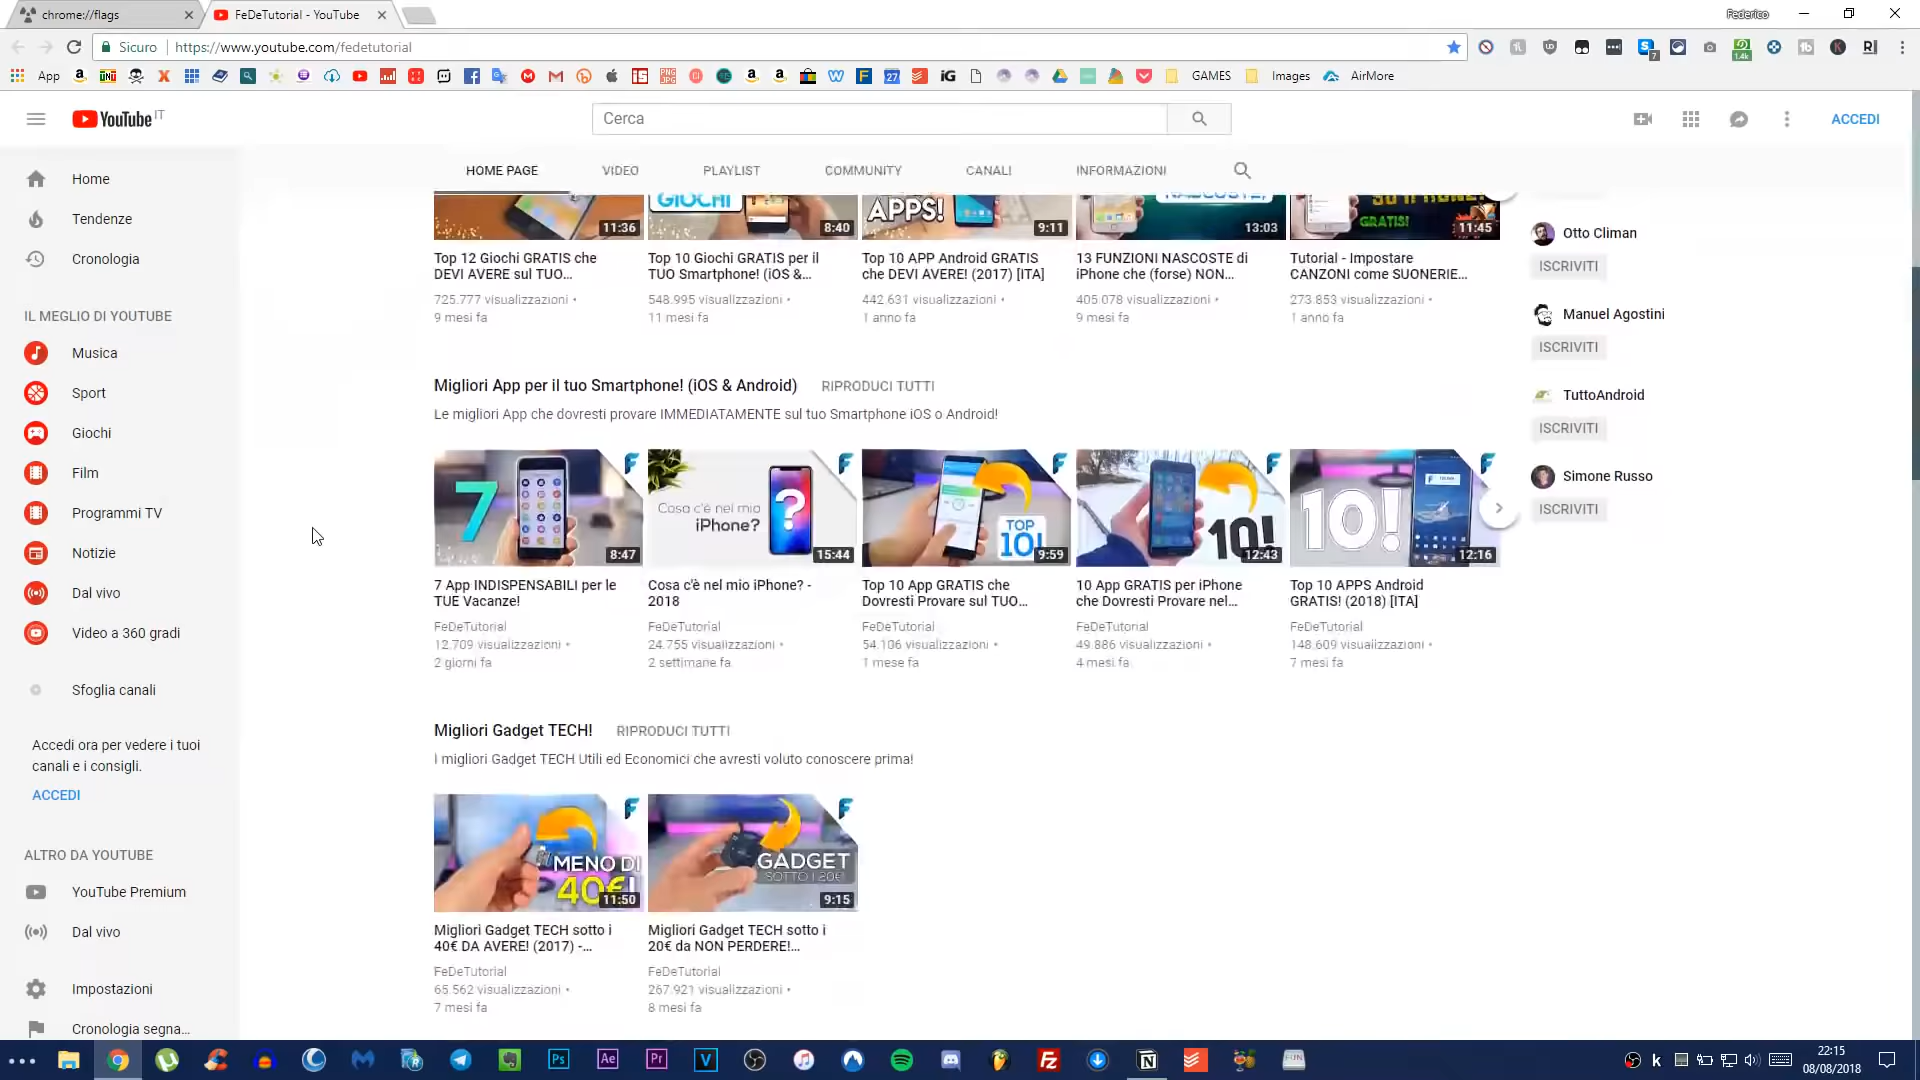 chrome://flags
FeDeTutorial - YouTube
Federico
Sicuro
https://www.youtube.com/fedetutorial
App
GAMES
Images
AirMore
YouTube IT
Cerca
ACCEDI
HOME PAGE
VIDEO
PLAYLIST
COMMUNITY
CANALI
INFORMAZIONI
Home
Tendenze
Cronologia
IL MEGLIO DI YOUTUBE
Musica
Sport
Giochi
Film
Programmi TV
Notizie
Dal vivo
Video a 360 gradi
Sfoglia canali
Accedi ora per vedere i tuoi
canali e i consigli.
ACCEDI
ALTRO DA YOUTUBE
YouTube Premium
Dal vivo
Impostazioni
Cronologia segna...
11:36
GIOCHI
8:40
APPS!
9:11
NASCOSTE!
13:03
GRATIS!
11:45
Top 12 Giochi GRATIS che
DEVI AVERE sul TUO...
725.777 visualizzazioni •
9 mesi fa
Top 10 Giochi GRATIS per il
TUO Smartphone! (iOS &...
548.995 visualizzazioni •
11 mesi fa
Top 10 APP Android GRATIS
che DEVI AVERE! (2017) [ITA]
442.631 visualizzazioni •
1 anno fa
13 FUNZIONI NASCOSTE di
iPhone che (forse) NON...
405.078 visualizzazioni •
9 mesi fa
Tutorial - Impostare
CANZONI come SUONERIE...
273.853 visualizzazioni •
1 anno fa
Migliori App per il tuo Smartphone! (iOS & Android)
RIPRODUCI TUTTI
Le migliori App che dovresti provare IMMEDIATAMENTE sul tuo Smartphone iOS o Android!
7
8:47
Cosa c'è nel mio
iPhone?
?
15:44
TOP
10!
9:59
10!
12:43
10!
12:16
7 App INDISPENSABILI per le
TUE Vacanze!
FeDeTutorial
12.709 visualizzazioni •
2 giorni fa
Cosa c'è nel mio iPhone? -
2018
FeDeTutorial
24.755 visualizzazioni •
2 settimane fa
Top 10 App GRATIS che
Dovresti Provare sul TUO...
FeDeTutorial
54.106 visualizzazioni •
1 mese fa
10 App GRATIS per iPhone
che Dovresti Provare nel...
FeDeTutorial
49.886 visualizzazioni •
4 mesi fa
Top 10 APPS Android
GRATIS! (2018) [ITA]
FeDeTutorial
148.609 visualizzazioni •
7 mesi fa
Migliori Gadget TECH!
RIPRODUCI TUTTI
I migliori Gadget TECH Utili ed Economici che avresti voluto conoscere prima!
MENO DI
40€!
11:50
GADGET
SOTTO I 20€!
9:15
Migliori Gadget TECH sotto i
40€ DA AVERE! (2017) -...
FeDeTutorial
65.562 visualizzazioni •
7 mesi fa
Migliori Gadget TECH sotto i
20€ da NON PERDERE!...
FeDeTutorial
267.921 visualizzazioni •
8 mesi fa
Otto Climan
ISCRIVITI
Manuel Agostini
ISCRIVITI
TuttoAndroid
ISCRIVITI
Simone Russo
ISCRIVITI
22:15
08/08/2018